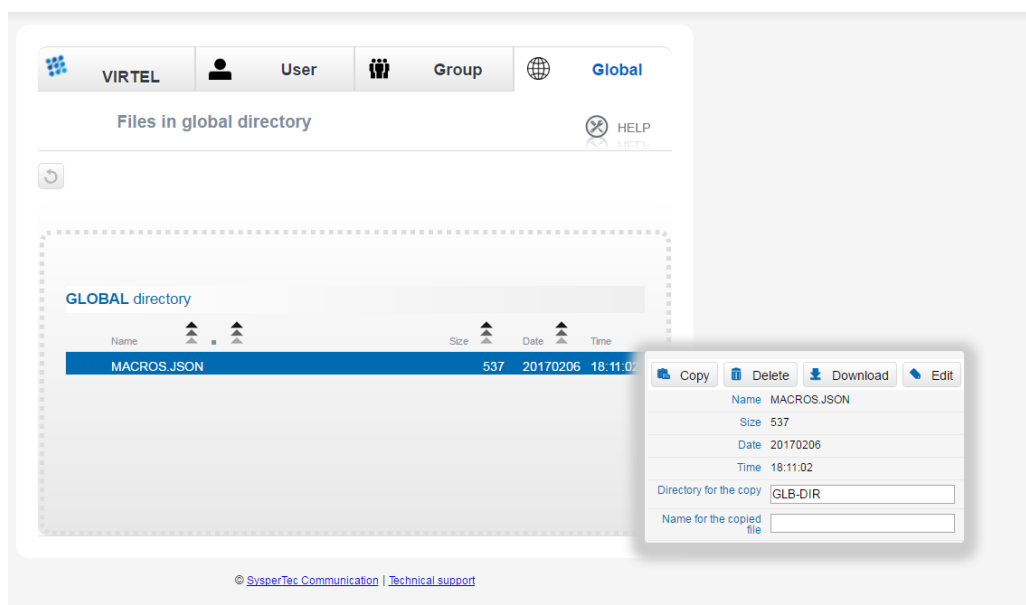 VIRTEL User Group Global
Files in global directory
HELP
GLOBAL directory
Name . Size Date Time
MACROS.JSON 537 20170206 18:11:02
Copy Delete Download Edit
Name MACROS.JSON
Size 537
Date 20170206
Time 18:11:02
Directory for the copy GLB-DIR
Name for the copied
file
© SysperTec Communication | Technical support